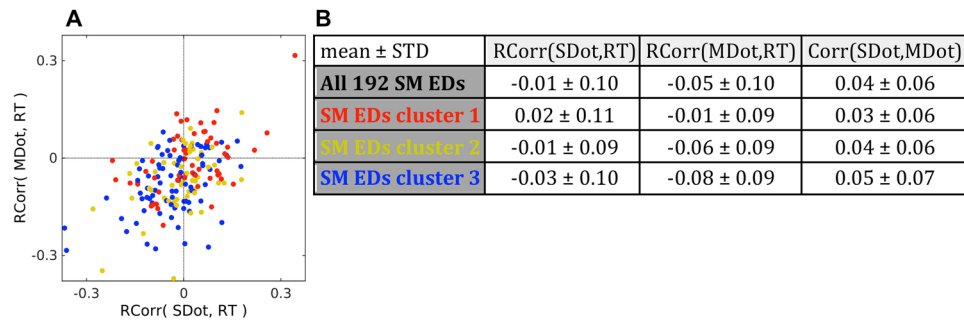 A
0.3
0
-0.3
-0.3
0
0.3
RCorr( MDot, RT )
RCorr( SDot, RT )
B
mean ± STD RCorr(SDot,RT) RCorr(MDot,RT) Corr(SDot,MDot)
All 192 SM EDs -0.01 ± 0.10 -0.05 ± 0.10 0.04 ± 0.06
SM EDs cluster 1 0.02 ± 0.11 -0.01 ± 0.09 0.03 ± 0.06
SM EDs cluster 2 -0.01 ± 0.09 -0.06 ± 0.09 0.04 ± 0.06
SM EDs cluster 3 -0.03 ± 0.10 -0.08 ± 0.09 0.05 ± 0.07